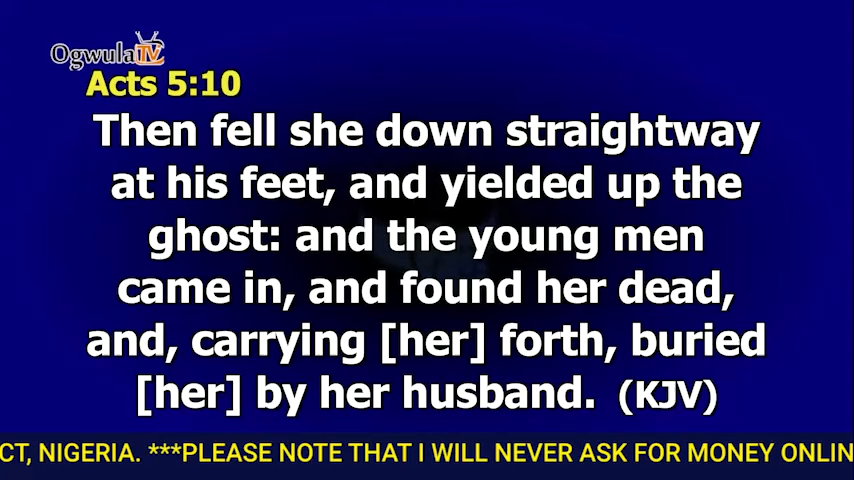 OgwulaTV
Acts 5:10
Then fell she down straightway
at his feet, and yielded up the
ghost: and the young men
came in, and found her dead,
and, carrying [her] forth, buried
[her] by her husband. (KJV)
CT, NIGERIA. ***PLEASE NOTE THAT I WILL NEVER ASK FOR MONEY ONLIN